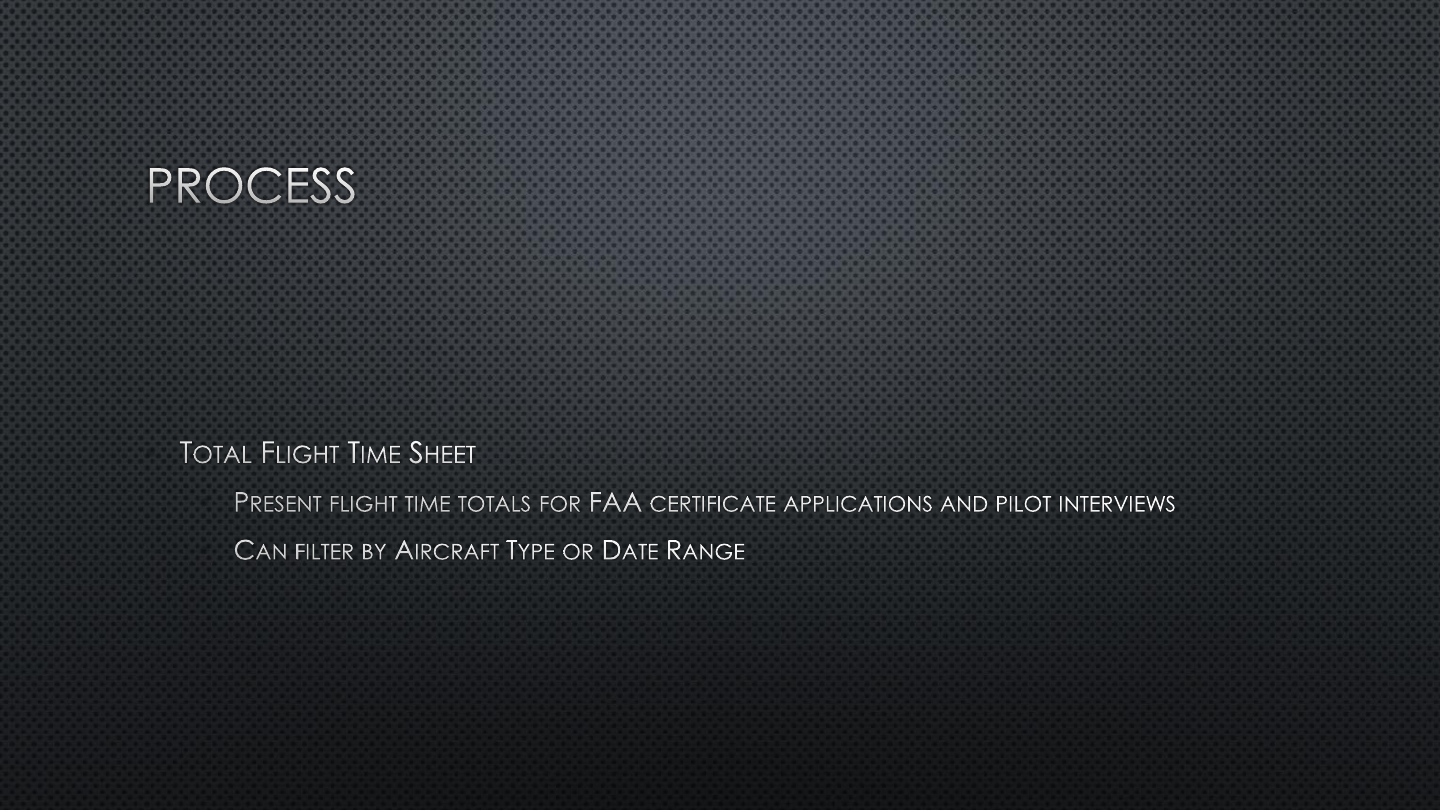 PROCESS
Total Flight Time Sheet
Present flight time totals for FAA certificate applications and pilot interviews
Can filter by Aircraft Type or Date Range